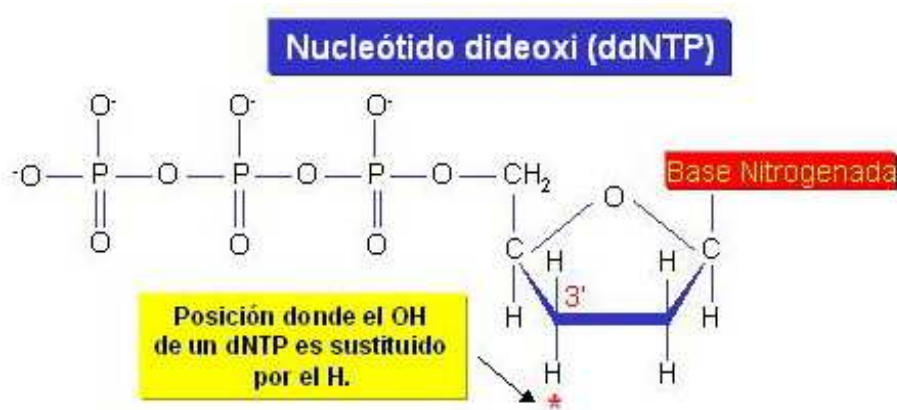 Nucleótido dideoxi (ddNTP)
O⁻ O⁻ O⁻
⁻O P O P O P O CH₂ O Base Nitrogenada
O O O C C
H H
H 3' H
H H
Posición donde el OH
de un dNTP es sustituido
por el H.
*